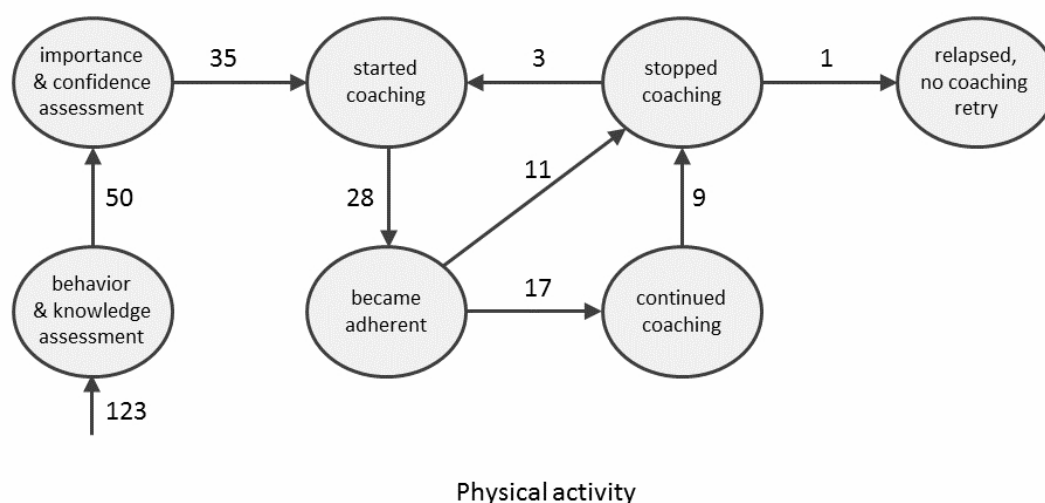 importance
& confidence
assessment
35
started
coaching
3
stopped
coaching
1
relapsed,
no coaching
retry
50
28
11
9
behavior
& knowledge
assessment
became
adherent
17
continued
coaching
123
Physical activity